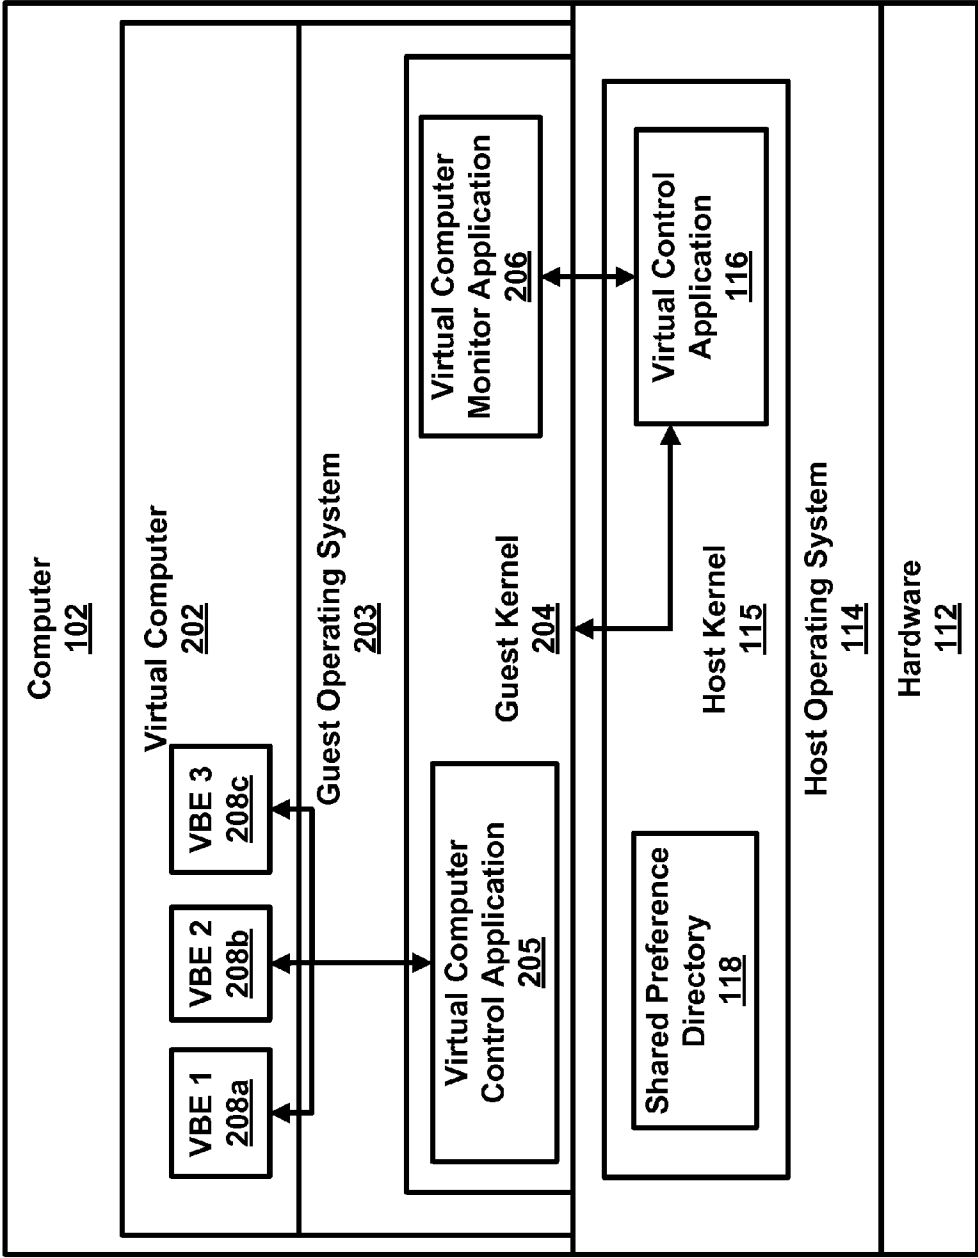 Computer
102
Virtual Computer
202
VBE 1
208a
VBE 2
208b
VBE 3
208c
Guest Operating System
203
Virtual Computer
Control Application
205
Guest Kernel
204
Virtual Computer
Monitor Application
206
Shared Preference
Directory
118
Host Kernel
115
Virtual Control
Application
116
Host Operating System
114
Hardware
112